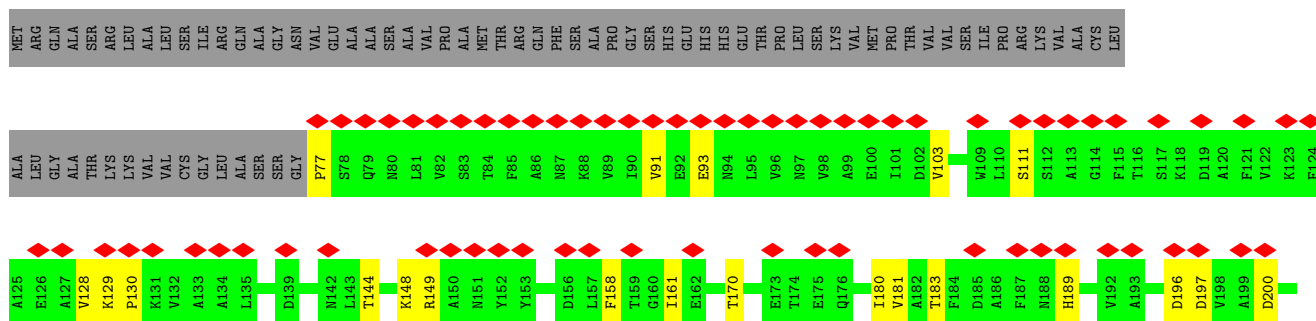 MET ARG GLN ALA SER ARG LEU ALA LEU SER ILE ARG GLN ALA GLY ASN VAL GLU ALA ALA SER ALA VAL PRO ALA MET THR ARG GLN PHE SER ALA PRO GLY SER HIS GLU HIS HIS GLU THR PRO LEU SER LYS VAL MET PRO THR VAL VAL SER ILE PRO ARG LYS VAL ALA CYS LEU
ALA LEU GLY ALA THR LYS LYS VAL VAL CYS GLY LEU ALA SER SER GLY P77 S78 Q79 N80 L81 V82 S83 T84 F85 A86 N87 K88 V89 I90 V91 E92 E93 N94 L95 V96 N97 V98 A99 E100 I101 D102 V103 W109 L110 S111 S112 A113 G114 F115 T116 S117 K118 D119 A120 F121 V122 K123 F124
A125 E126 A127 V128 K129 P130 K131 V132 A133 A134 L135 D139 N142 L143 T144 K148 R149 A150 N151 Y152 Y153 D156 L157 F158 T159 G160 I161 E162 T170 E173 T174 E175 Q176 I180 V181 A182 T183 F184 D185 A186 F187 N188 H189 V192 A193 D196 D197 V198 A199 D200